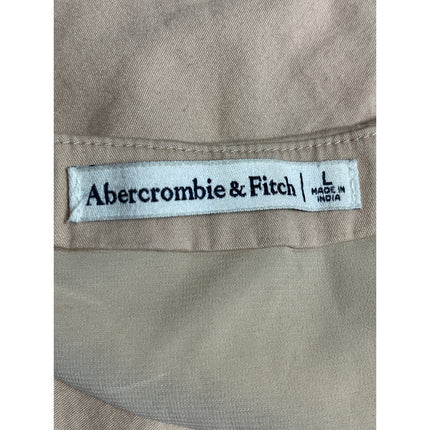 Abercrombie & Fitch | L
MADE IN
INDIA